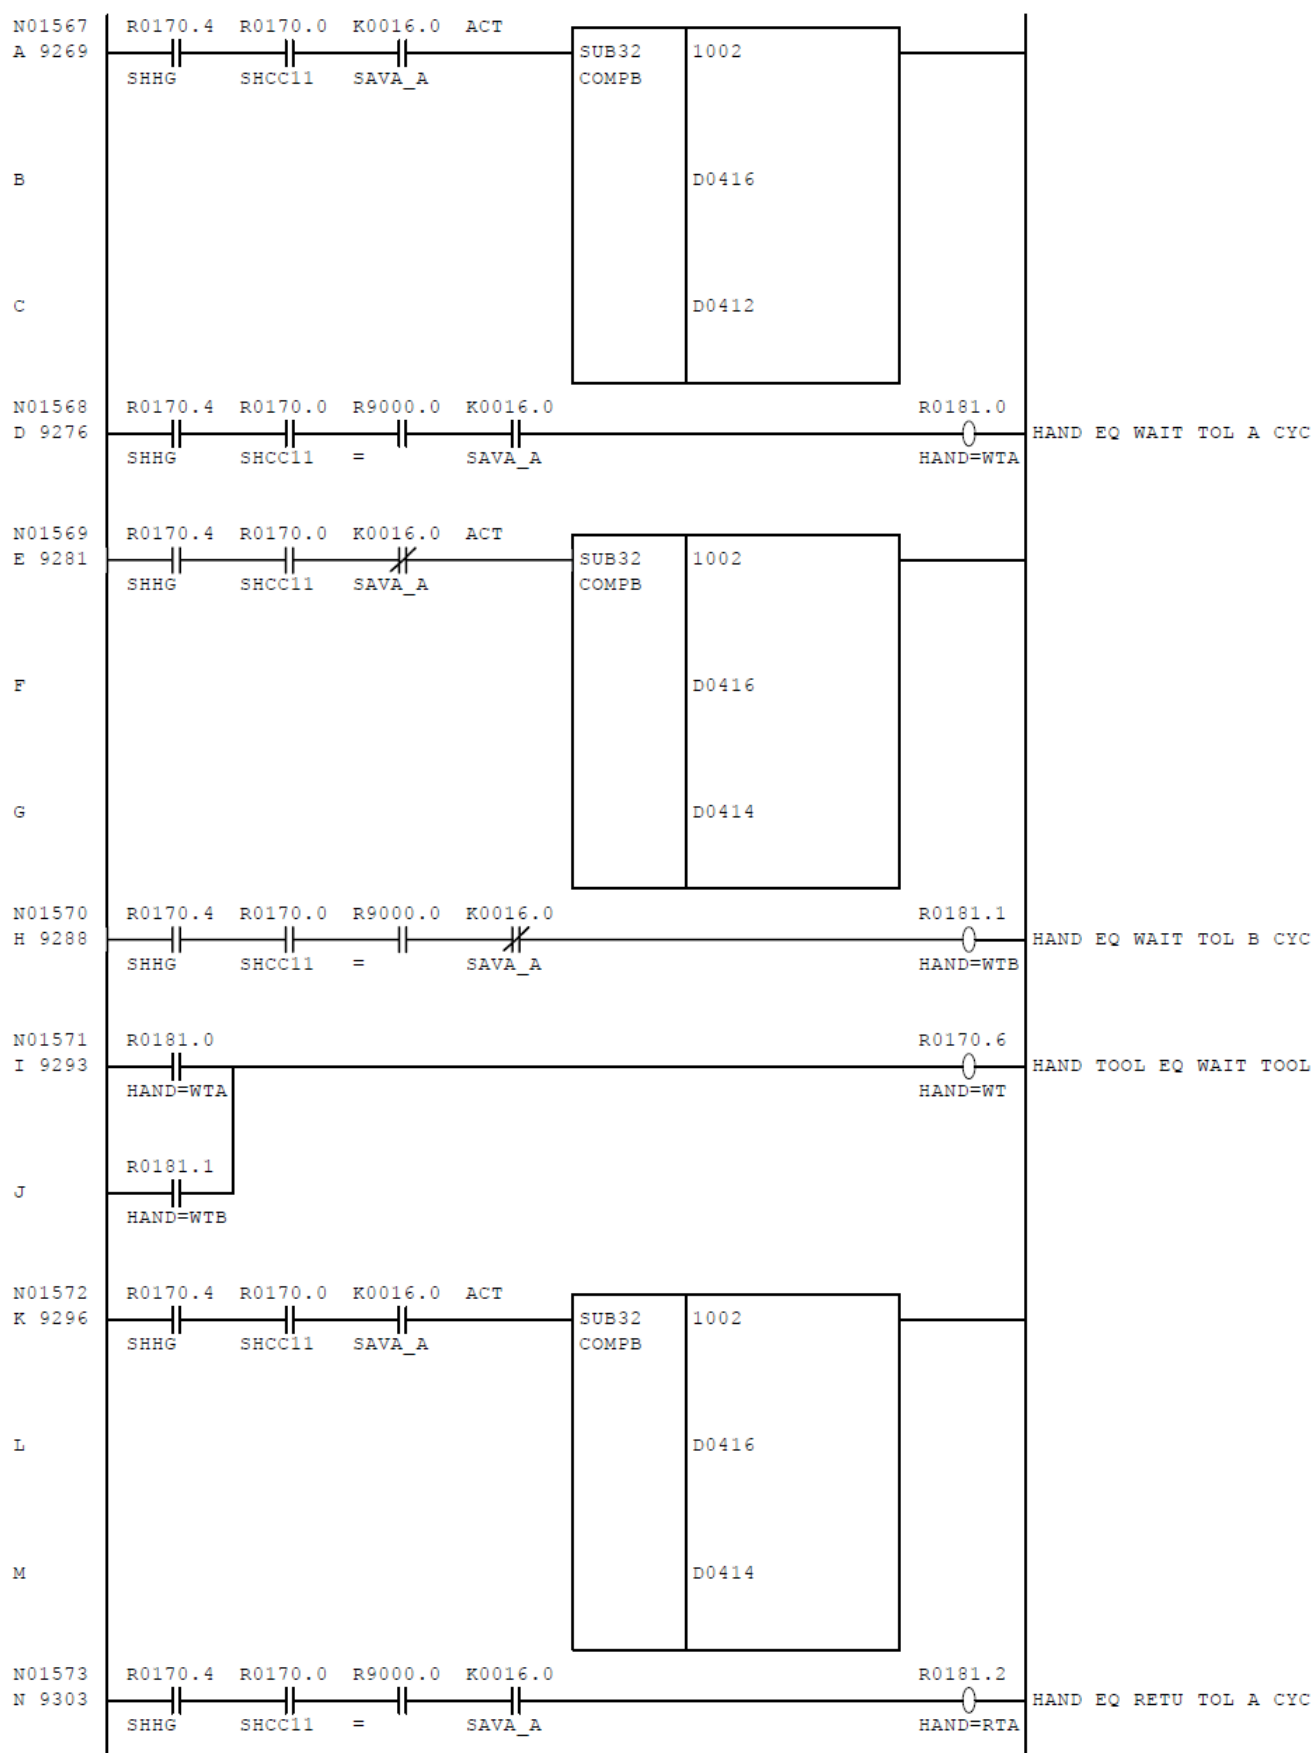 N01567 R0170.4 R0170.0 K0016.0 ACT
A 9269 SUB32 1002
SHHG SHCC11 SAVA_A COMPB
B D0416
C D0412
N01568 R0170.4 R0170.0 R9000.0 K0016.0 R0181.0
D 9276 HAND EQ WAIT TOL A CYC
SHHG SHCC11 = SAVA_A HAND=WTA
N01569 R0170.4 R0170.0 K0016.0 ACT
E 9281 SUB32 1002
SHHG SHCC11 SAVA_A COMPB
F D0416
G D0414
N01570 R0170.4 R0170.0 R9000.0 K0016.0 R0181.1
H 9288 HAND EQ WAIT TOL B CYC
SHHG SHCC11 = SAVA_A HAND=WTB
N01571 R0181.0 R0170.6
I 9293 HAND TOOL EQ WAIT TOOL
HAND=WTA HAND=WT
R0181.1
J
HAND=WTB
N01572 R0170.4 R0170.0 K0016.0 ACT
K 9296 SUB32 1002
SHHG SHCC11 SAVA_A COMPB
L D0416
M D0414
N01573 R0170.4 R0170.0 R9000.0 K0016.0 R0181.2
N 9303 HAND EQ RETU TOL A CYC
SHHG SHCC11 = SAVA_A HAND=RTA